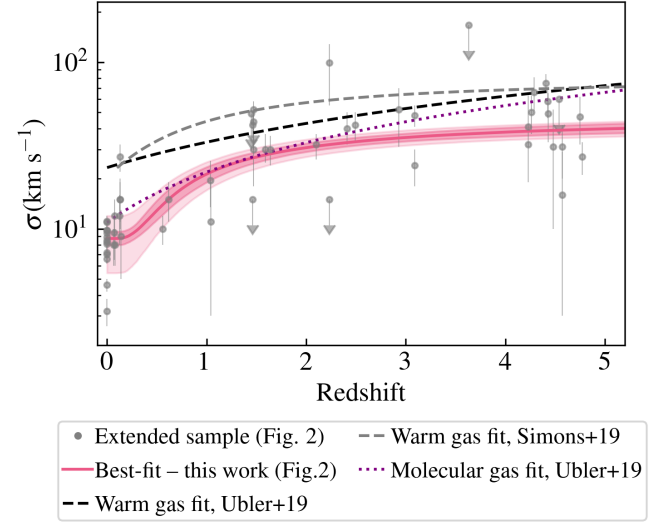 10²
10¹
σ(km s⁻¹)
0 1 2 3 4 5
Redshift
Extended sample (Fig. 2)
Warm gas fit, Simons+19
Best-fit – this work (Fig.2)
Molecular gas fit, Ubler+19
Warm gas fit, Ubler+19